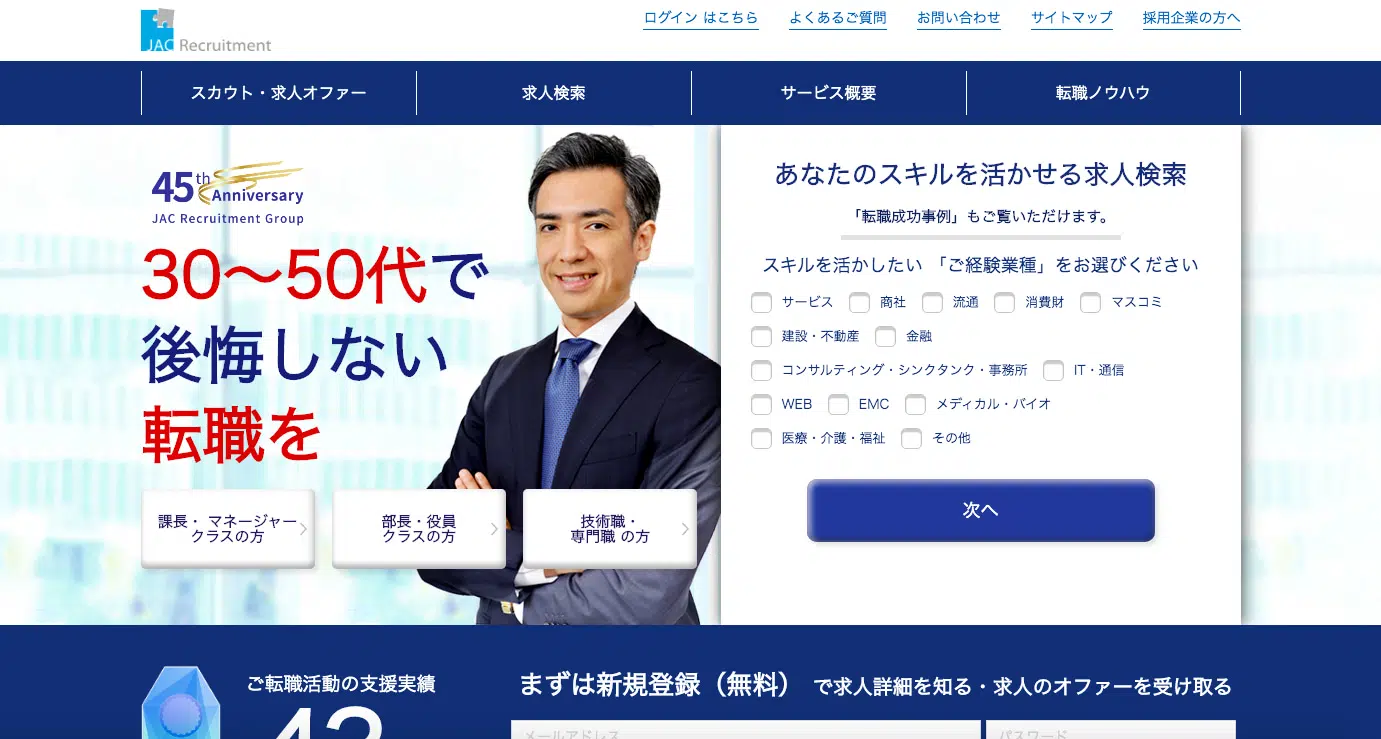 JAC Recruitment
ログイン はこちら
よくあるご質問
お問い合わせ
サイトマップ
採用企業の方へ
スカウト・求人オファー
求人検索
サービス概要
転職ノウハウ
45th Anniversary
JAC Recruitment Group
30〜50代で
後悔しない
転職を
課長・ マネージャー
クラスの方
部長・役員
クラスの方
技術職・
専門職 の方
あなたのスキルを活かせる求人検索
「転職成功事例」もご覧いただけます。
スキルを活かしたい 「ご経験業種」をお選びください
サービス 商社 流通 消費財 マスコミ
建設・不動産 金融
コンサルティング・シンクタンク・事務所 IT・通信
WEB EMC メディカル・バイオ
医療・介護・福祉 その他
次へ
ご転職活動の支援実績
まずは新規登録（無料） で求人詳細を知る・求人のオファーを受け取る
メールアドレス
パスワード